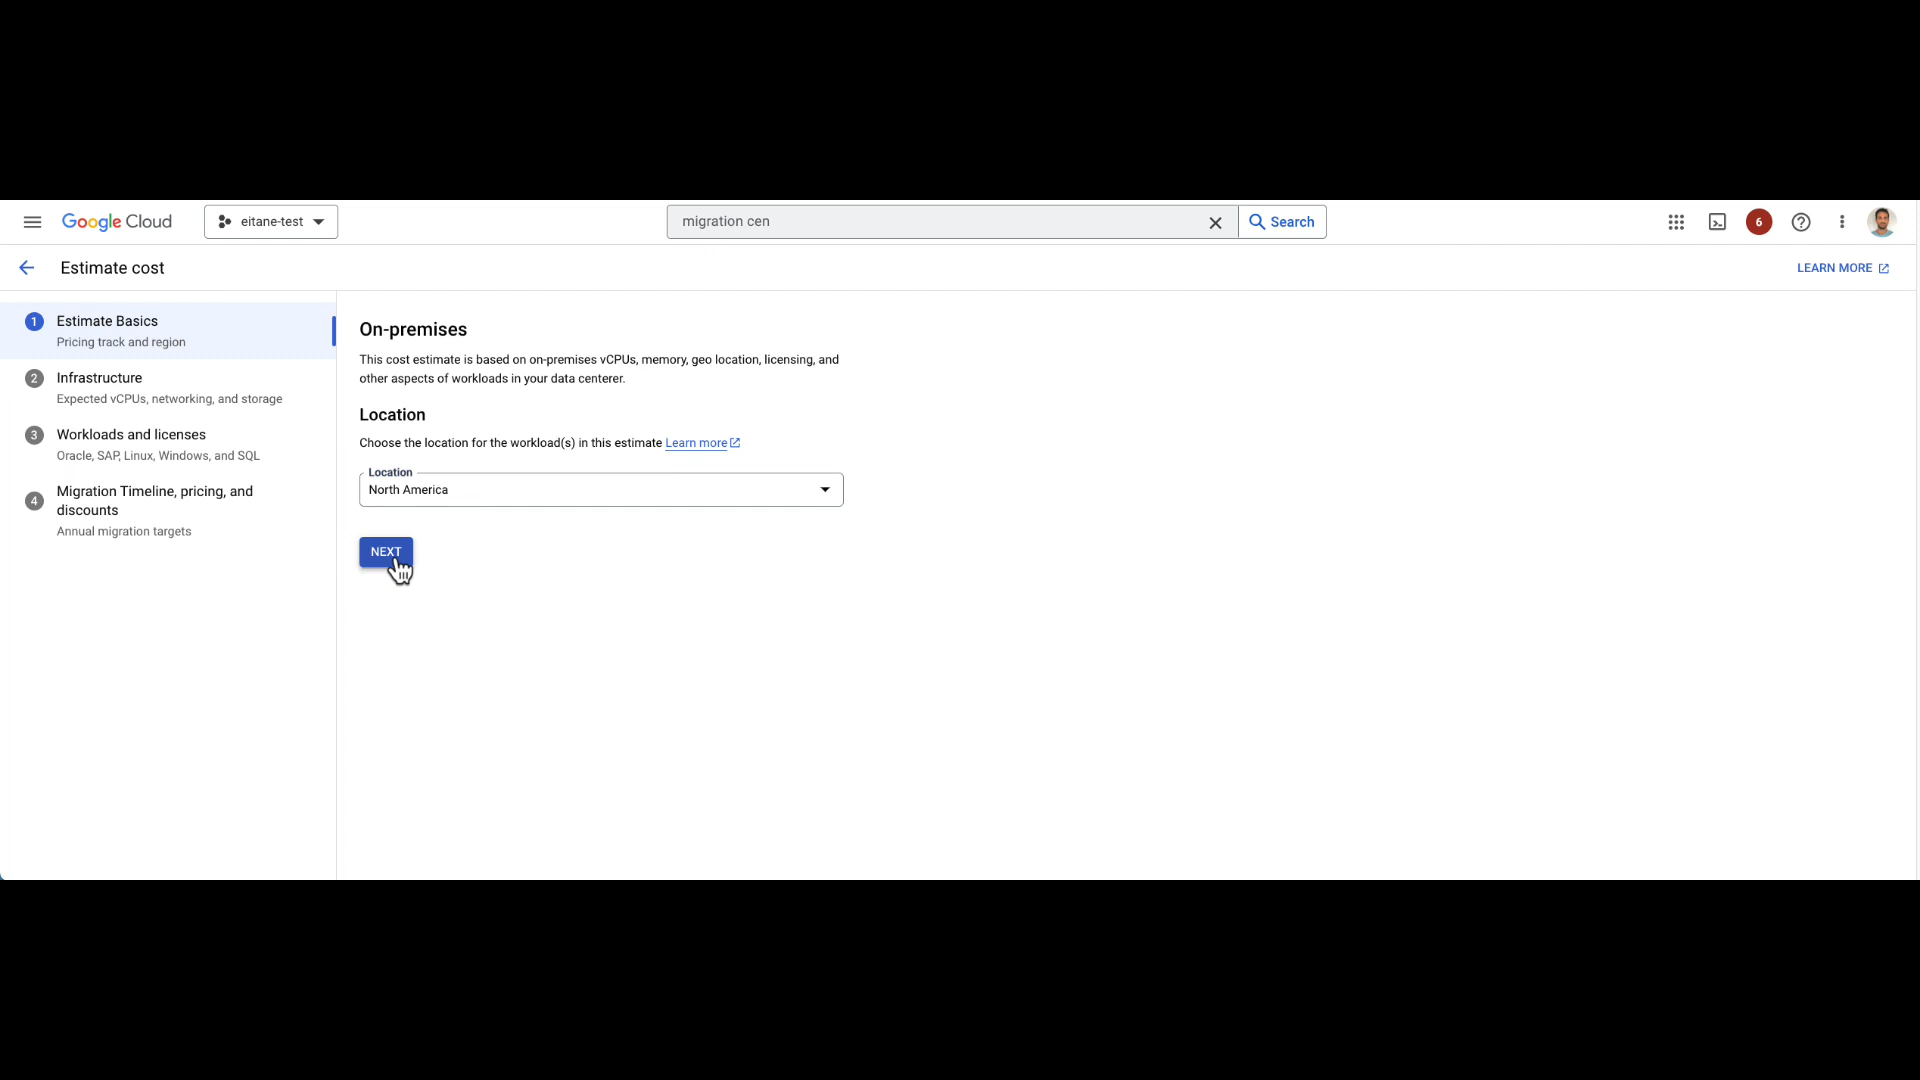 Google Cloud
eitane-test
migration cen
Search
6
Estimate cost
LEARN MORE
1
Estimate Basics
Pricing track and region
2
Infrastructure
Expected vCPUs, networking, and storage
3
Workloads and licenses
Oracle, SAP, Linux, Windows, and SQL
4
Migration Timeline, pricing, and
discounts
Annual migration targets
On-premises
This cost estimate is based on on-premises vCPUs, memory, geo location, licensing, and
other aspects of workloads in your data centerer.
Location
Choose the location for the workload(s) in this estimate Learn more
Location
North America
NEXT